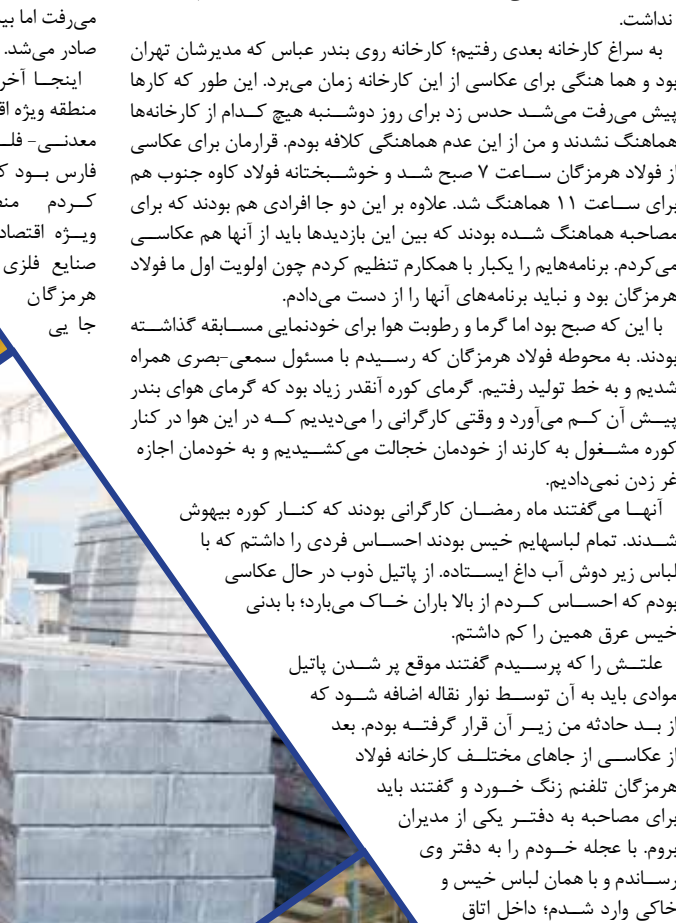 نداشت.
به سراغ کارخانه بعدی رفتیم؛ کارخانه روی بندر عباس که مدیرشان تهران
بود و هما هنگی برای عکاسی از این کارخانه زمان می‌برد. این طور که کارها
پیش می‌رفت می‌شد حدس زد برای روز دوشنبه هیچ کدام از کارخانه‌ها
هماهنگ نشدند و من از این عدم هماهنگی کلافه بودم. قرارمان برای عکاسی
از فولاد هرمزگان ساعت ۷ صبح شد و خوشبختانه فولاد کاوه جنوب هم
برای ساعت ۱۱ هماهنگ شد. علاوه بر این دو جا افرادی هم بودند که برای
مصاحبه هماهنگ شده بودند که بین این بازدیدها باید از آنها هم عکاسی
می‌کردم. برنامه‌هایم را یکبار با همکارم تنظیم کردم چون اولویت اول ما فولاد
هرمزگان بود و نباید برنامه‌های آنها را از دست می‌دادم.
با این که صبح بود اما گرما و رطوبت هوا برای خودنمایی مسابقه گذاشته
بودند. به محوطه فولاد هرمزگان که رسیدم با مسئول سمعی-بصری همراه
شدیم و به خط تولید رفتیم. گرمای کوره آنقدر زیاد بود که گرمای هوای بندر
پیش آن کم می‌آورد و وقتی کارگرانی را می‌دیدیم که در این هوا در کنار
کوره مشغول به کارند از خودمان خجالت می‌کشیدیم و به خودمان اجازه
غر زدن نمی‌دادیم.
آنها می‌گفتند ماه رمضان کارگرانی بودند که کنار کوره بیهوش
شدند. تمام لباسهایم خیس بودند احساس فردی را داشتم که با
لباس زیر دوش آب داغ ایستاده. از پاتیل ذوب در حال عکاسی
بودم که احساس کردم از بالا باران خاک می‌بارد؛ با بدنی
خیس عرق همین را کم داشتم.
علتش را که پرسیدم گفتند موقع پر شدن پاتیل
موادی باید به آن توسط نوار نقاله اضافه شود که
از بد حادثه من زیر آن قرار گرفته بودم. بعد
از عکاسی از جاهای مختلف کارخانه فولاد
هرمزگان تلفنم زنگ خورد و گفتند باید
برای مصاحبه به دفتر یکی از مدیران
بروم. با عجله خودم را به دفتر وی
رساندم و با همان لباس خیس و
خاکی وارد شدم؛ داخل اتاق
می‌رفت اما
صادر می‌شد.
اینجا
منطقه ویژه
معدنی-
فارس بود
کردم
ویژه
صنایع فلزی
هرمزگان
جا یی